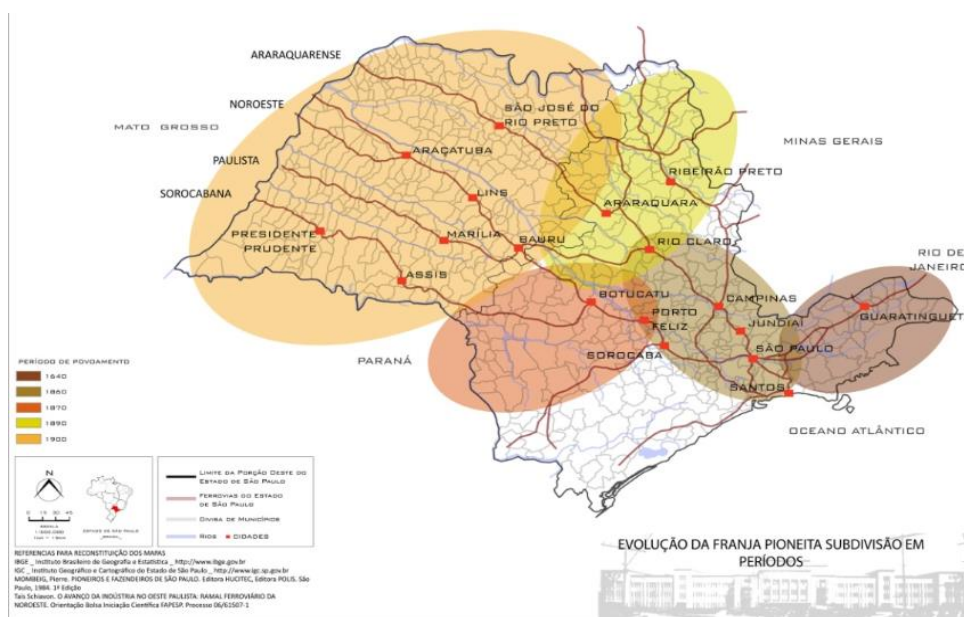 ARARAQUARENSE
NOROESTE
MATO GROSSO
SÃO JOSÉ DO
RIO PRETO
MINAS GERAIS
ARAÇATUBA
PAULISTA
RIBEIRÃO PRETO
SOROCABANA
LINS
ARARAQUARA
PRESIDENTE
PRUDENTE
MARÍLIA
BAURU
RIO CLARO
RIO DE
JANEIRO
ASSIS
BOTUCATU
CAMPINAS
GUARATINGUET
PORTO
FELIZ
JUNDIAÍ
PARANÁ
SOROCABA
SÃO PAULO
SANTOS
OCEANO ATLÂNTICO
PERÍODO DE POVOAMENTO
1640
1860
1870
1890
1900
N
0 15 30 45
ESCALA
ESTADO DE SÃO PAULO
BRASIL
LIMITE DA PORÇÃO OESTE DO
ESTADO DE SÃO PAULO
FERROVIAS DO ESTADO
DE SÃO PAULO
DIVISA DE MUNICÍPIOS
RIOS CIDADES
REFERENCIAS PARA RECONSTITUIÇÃO DOS MAPAS
IBGE _ Instituto Brasileiro de Geografia e Estatística _ http://www.ibge.gov.br
IGC _ Instituto Geográfico e Cartográfico do Estado de São Paulo _ http://www.igc.sp.gov.br
MOMBEIG, Pierre. PIONEIROS E FAZENDEIROS DE SÃO PAULO. Editora HUCITEC, Editora POLIS. São
Paulo, 1984. 1ª Edição
Taís Schiavon. O AVANÇO DA INDÚSTRIA NO OESTE PAULISTA: RAMAL FERROVIÁRIO DA
NOROESTE. Orientação Bolsa Iniciação Científica FAPESP. Processo 06/61507-1
EVOLUÇÃO DA FRANJA PIONEITA SUBDIVISÃO EM
PERÍODOS